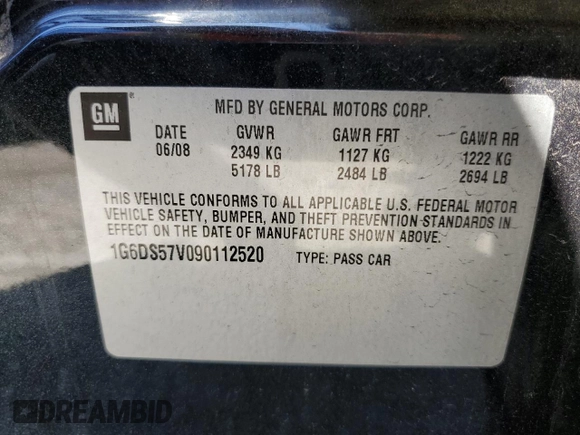 GM ®
MFD BY GENERAL MOTORS CORP.
DATE GVWR GAWR FRT GAWR RR
06/08 2349 KG 1127 KG 1222 KG
5178 LB 2484 LB 2694 LB
THIS VEHICLE CONFORMS TO ALL APPLICABLE U.S. FEDERAL MOTOR
VEHICLE SAFETY, BUMPER, AND THEFT PREVENTION STANDARDS IN
EFFECT ON THE DATE OF MANUFACTURE SHOWN ABOVE.
1G6DS57V090112520 TYPE: PASS CAR
DREAMBID